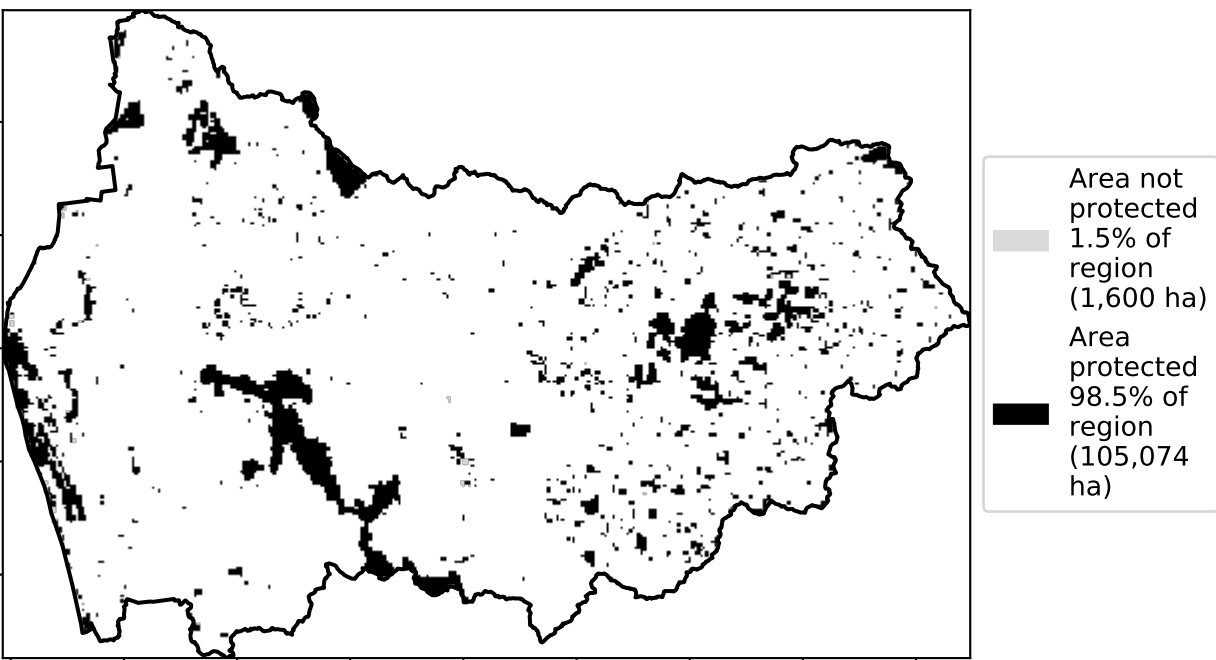 Area not
protected
1.5% of
region
(1,600 ha)
Area
protected
98.5% of
region
(105,074
ha)